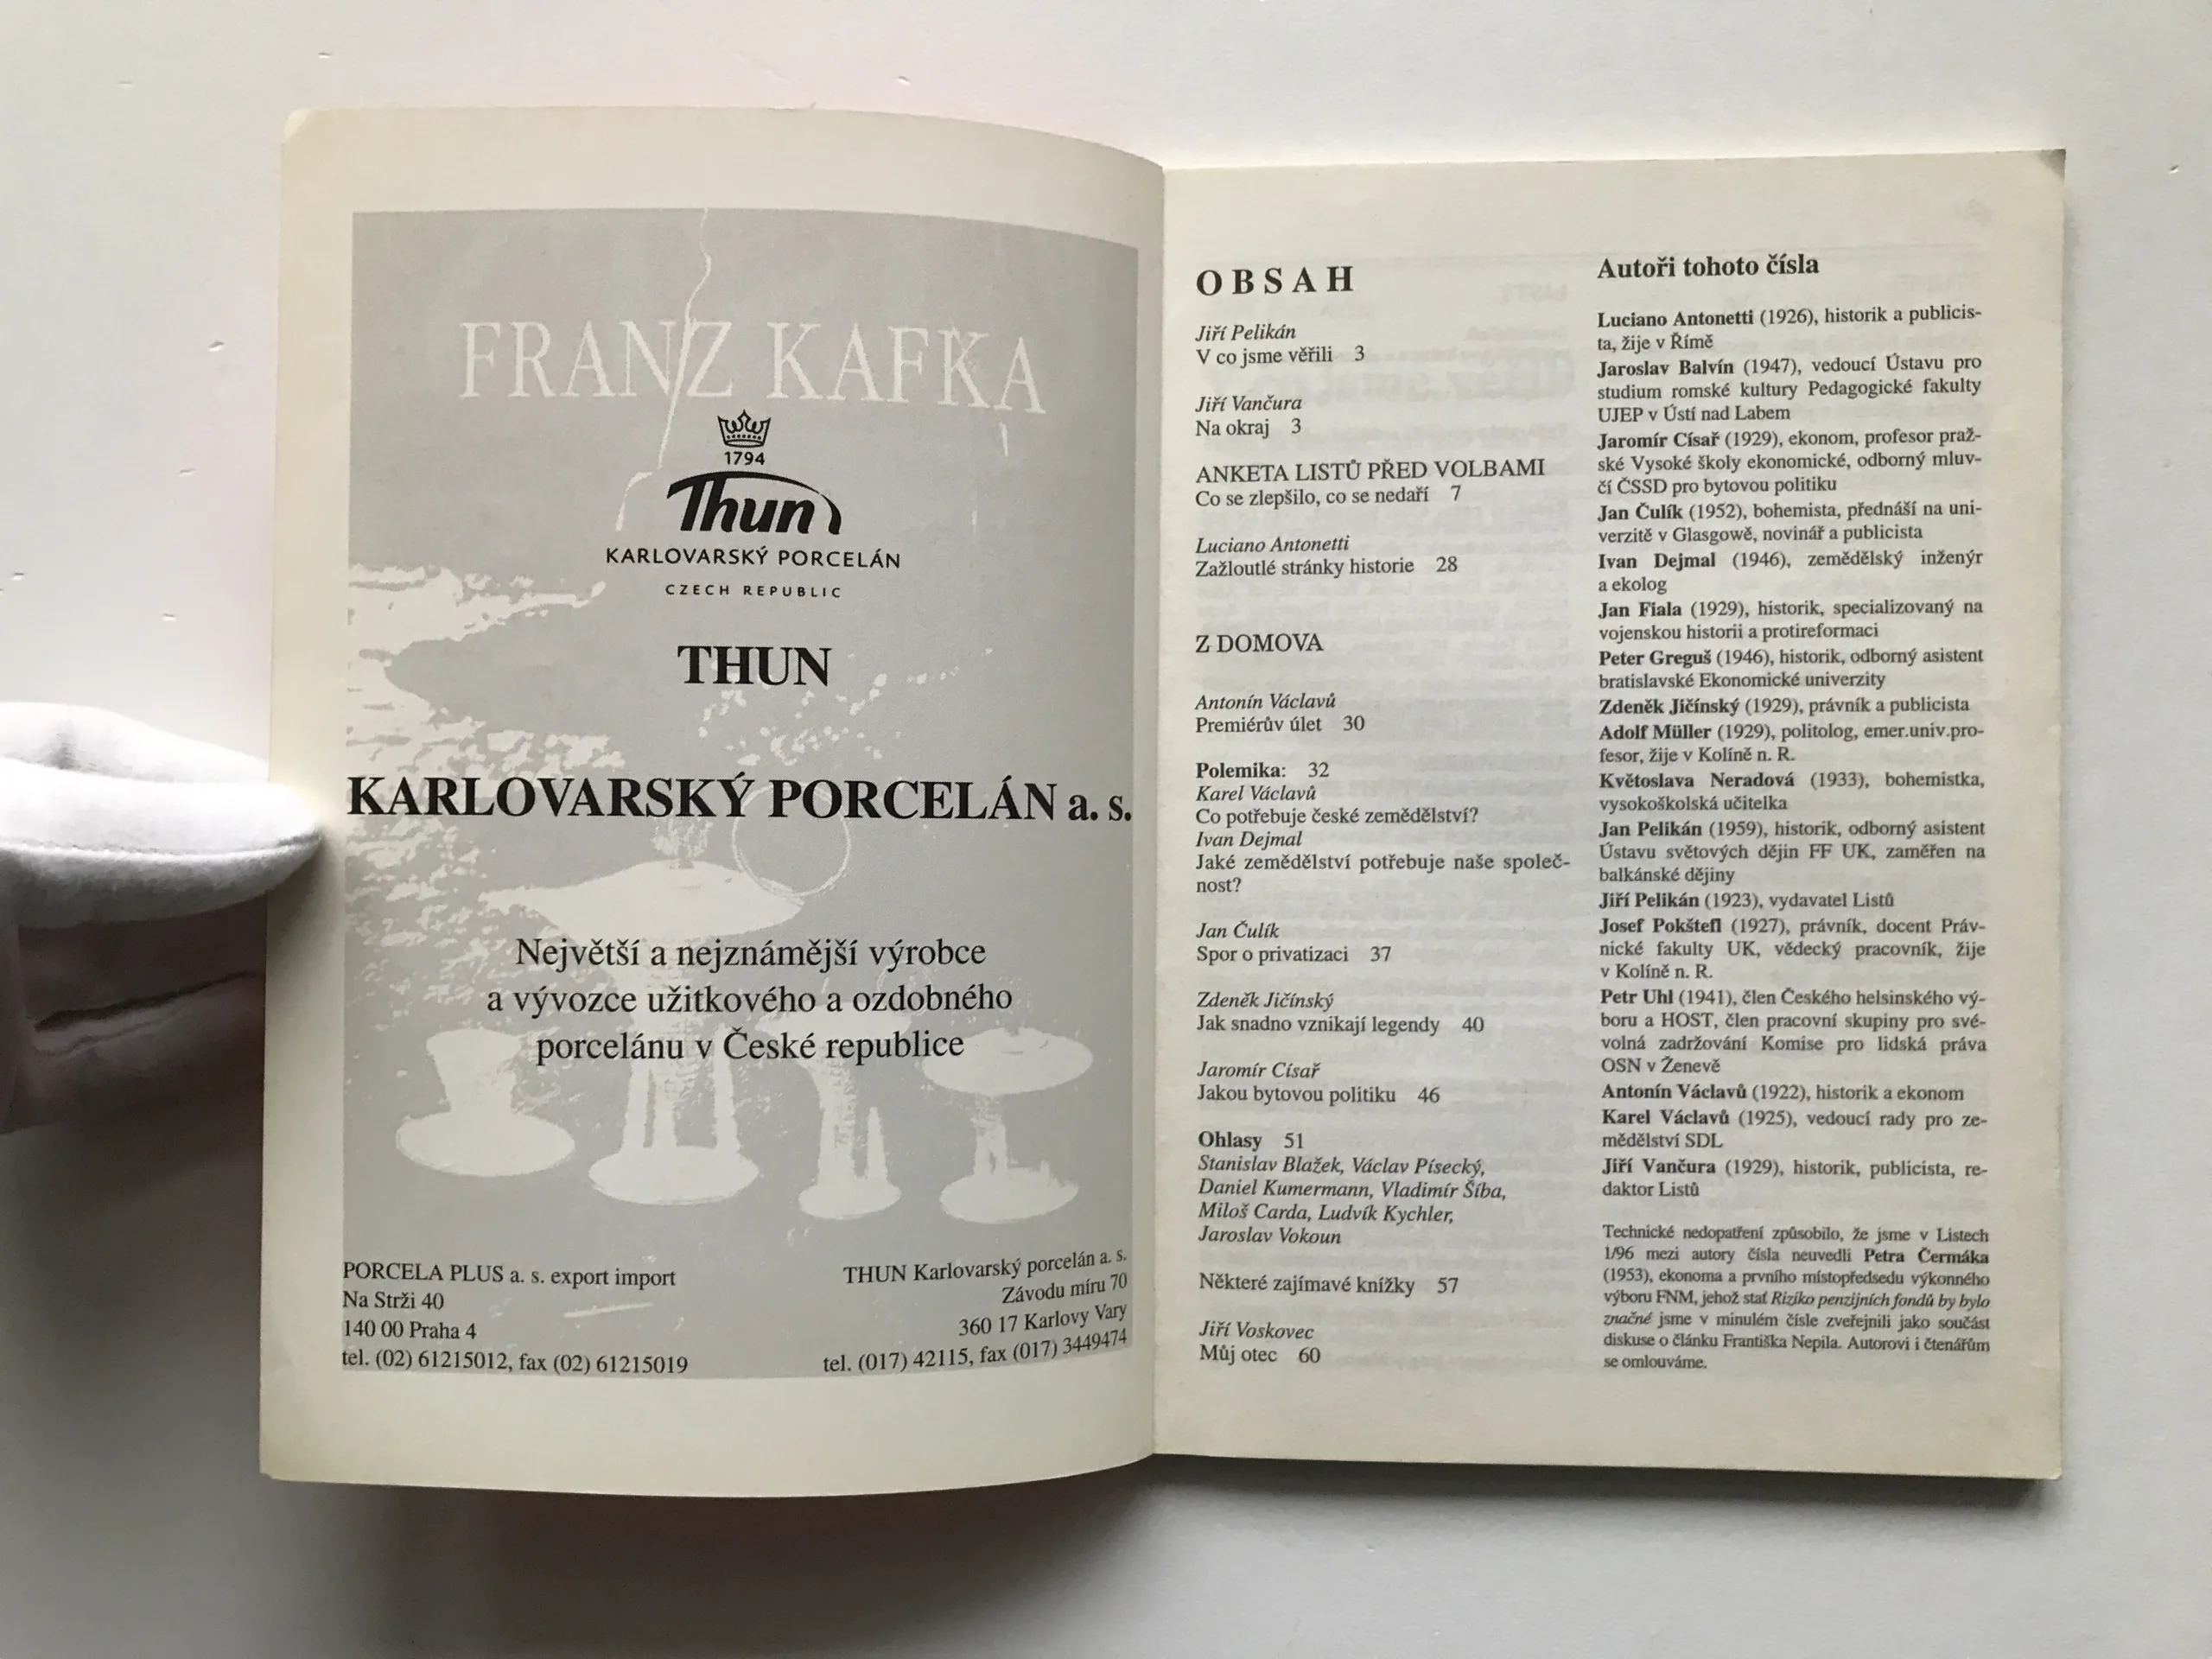 FRANZ KAFKA
1794
Thun
KARLOVARSKÝ PORCELÁN
CZECH REPUBLIC
THUN
KARLOVARSKÝ PORCELÁN a. s.
Největší a nejznámější výrobce
a vývozce užitkového a ozdobného
porcelánu v České republice
PORCELA PLUS a. s. export import
Na Strži 40
140 00 Praha 4
tel. (02) 61215012, fax (02) 61215019
THUN Karlovarský porcelán a. s.
Závodu míru 70
360 17 Karlovy Vary
tel. (017) 42115, fax (017) 3449474
OBSAH
Jiří Pelikán
V co jsme věřili 3
Jiří Vančura
Na okraj 3
ANKETA LISTŮ PŘED VOLBAMI
Co se zlepšilo, co se nedaří 7
Luciano Antonetti
Zažloutlé stránky historie 28
Z DOMOVA
Antonín Václavů
Premiérův úlet 30
Polemika: 32
Karel Václavů
Co potřebuje české zemědělství?
Ivan Dejmal
Jaké zemědělství potřebuje naše společ-
nost?
Jan Čulík
Spor o privatizaci 37
Zdeněk Jičínský
Jak snadno vznikají legendy 40
Jaromír Císař
Jakou bytovou politiku 46
Ohlasy 51
Stanislav Blažek, Václav Písecký,
Daniel Kumermann, Vladimír Šíba,
Miloš Carda, Ludvík Kychler,
Jaroslav Vokoun
Některé zajímavé knížky 57
Jiří Voskovec
Můj otec 60
Autoři tohoto čísla
Luciano Antonetti (1926), historik a publicis-
ta, žije v Římě
Jaroslav Balvín (1947), vedoucí Ústavu pro
studium romské kultury Pedagogické fakulty
UJEP v Ústí nad Labem
Jaromír Císař (1929), ekonom, profesor praž-
ské Vysoké školy ekonomické, odborný mluv-
čí ČSSD pro bytovou politiku
Jan Čulík (1952), bohemista, přednáší na uni-
verzitě v Glasgowě, novinář a publicista
Ivan Dejmal (1946), zemědělský inženýr
a ekolog
Jan Fiala (1929), historik, specializovaný na
vojenskou historii a protireformaci
Peter Greguš (1946), historik, odborný asistent
bratislavské Ekonomické univerzity
Zdeněk Jičínský (1929), právník a publicista
Adolf Müller (1929), politolog, emer.univ.pro-
fesor, žije v Kolíně n. R.
Květoslava Neradová (1933), bohemistka,
vysokoškolská učitelka
Jan Pelikán (1959), historik, odborný asistent
Ústavu světových dějin FF UK, zaměřen na
balkánské dějiny
Jiří Pelikán (1923), vydavatel Listů
Josef Pokštefl (1927), právník, docent Práv-
nické fakulty UK, vědecký pracovník, žije
v Kolíně n. R.
Petr Uhl (1941), člen Českého helsinského vý-
boru a HOST, člen pracovní skupiny pro své-
volná zadržování Komise pro lidská práva
OSN v Ženevě
Antonín Václavů (1922), historik a ekonom
Karel Václavů (1925), vedoucí rady pro ze-
mědělství SDL
Jiří Vančura (1929), historik, publicista, re-
daktor Listů
Technické nedopatření způsobilo, že jsme v Listech
1/96 mezi autory čísla neuvedli Petra Čermáka
(1953), ekonoma a prvního místopředsedu výkonného
výboru FNM, jehož stať Riziko penzijních fondů by bylo
značné jsme v minulém čísle zveřejnili jako součást
diskuse o článku Františka Nepila. Autorovi i čtenářům
se omlouváme.